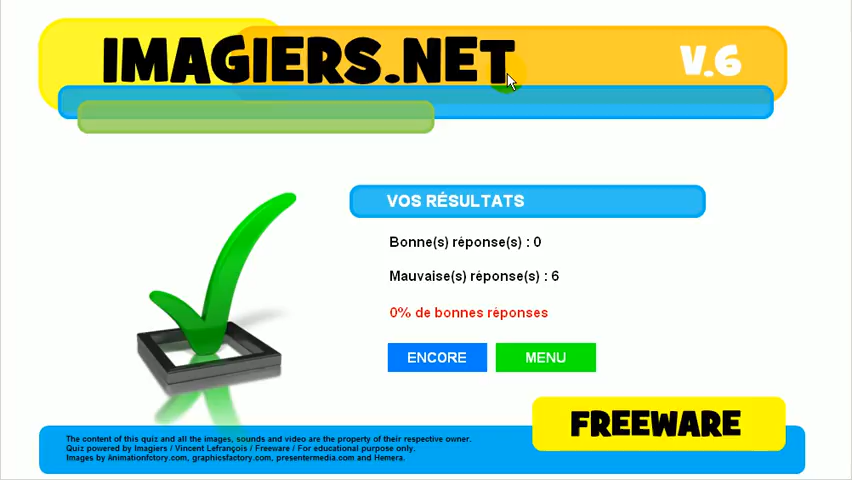 IMAGIERS.NET
V.6
VOS RÉSULTATS
Bonne(s) réponse(s) : 0
Mauvaise(s) réponse(s) : 6
0% de bonnes réponses
ENCORE
MENU
FREEWARE
The content of this quiz and all the images, sounds and video are the property of their respective owner.
Quiz powered by Imagiers / Vincent Lefrançois / Freeware / For educational purpose only.
Images by Animationfctory.com, graphicsfactory.com, presentermedia.com and Hemera.